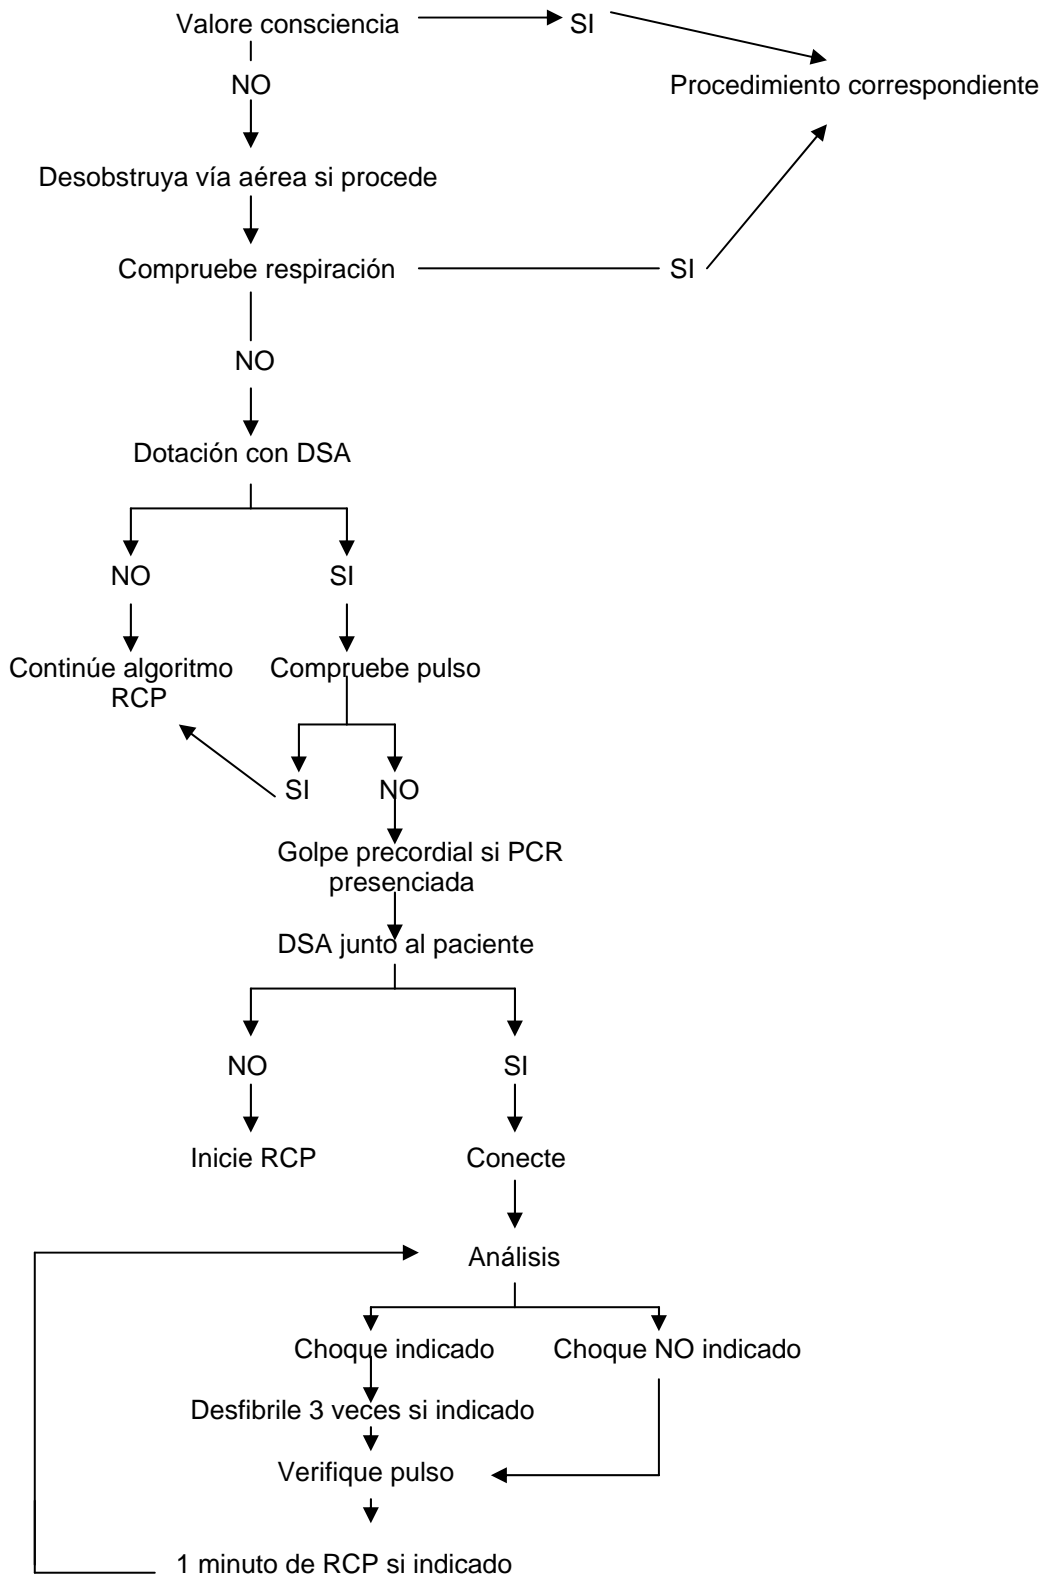 Valore consciencia
SI
NO
Procedimiento correspondiente
Desobstruya vía aérea si procede
Compruebe respiración
SI
NO
Dotación con DSA
NO
SI
Continúe algoritmo
RCP
Compruebe pulso
SI
NO
Golpe precordial si PCR
presenciada
DSA junto al paciente
NO
SI
Inicie RCP
Conecte
Análisis
Choque indicado
Choque NO indicado
Desfibrile 3 veces si indicado
Verifique pulso
1 minuto de RCP si indicado